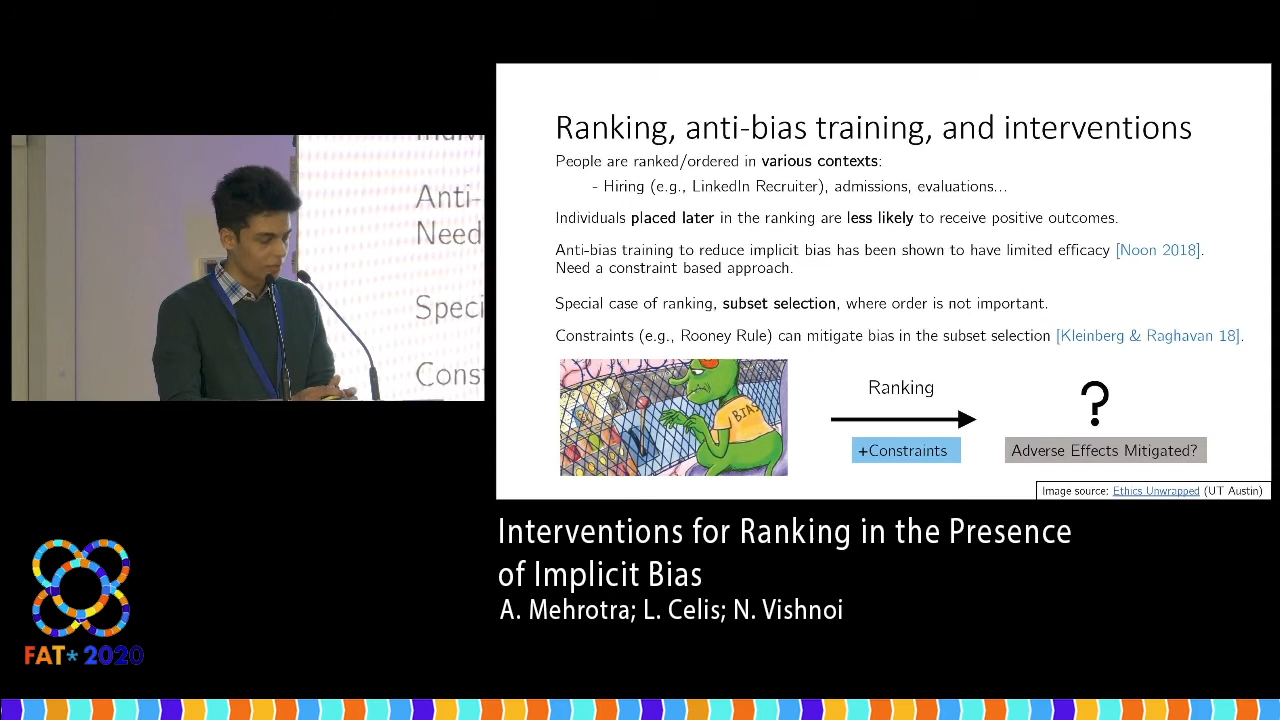 Ranking, anti-bias training, and interventions
People are ranked/ordered in various contexts:
- Hiring (e.g., LinkedIn Recruiter), admissions, evaluations...
Individuals placed later in the ranking are less likely to receive positive outcomes.
Anti-bias training to reduce implicit bias has been shown to have limited efficacy [Noon 2018].
Need a constraint based approach.
Special case of ranking, subset selection, where order is not important.
Constraints (e.g., Rooney Rule) can mitigate bias in the subset selection [Kleinberg & Raghavan 18].
BIAS
Ranking
+Constraints
?
Adverse Effects Mitigated?
Image source: Ethics Unwrapped (UT Austin)
Anti-
Need
Speci
Cons
Interventions for Ranking in the Presence
of Implicit Bias
A. Mehrotra; L. Celis; N. Vishnoi
FAT* 2020